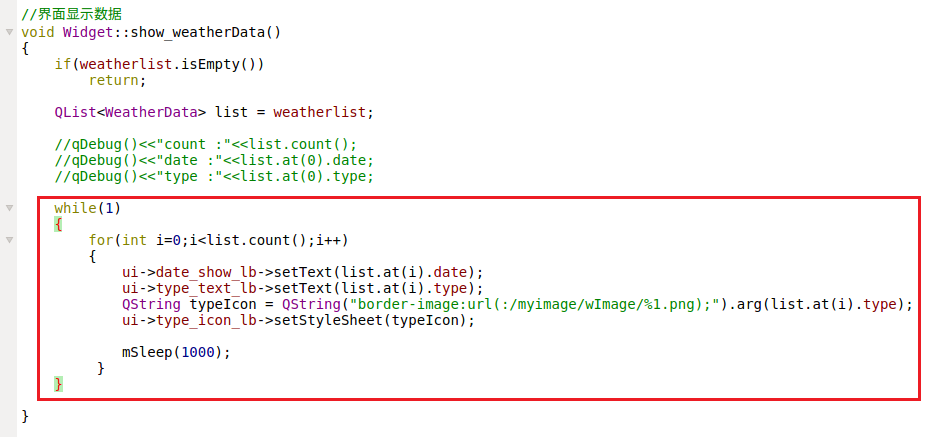 //界面显示数据
void Widget::show_weatherData()
{
if(weatherlist.isEmpty())
return;
QList<WeatherData> list = weatherlist;
//qDebug()<<"count :"<<list.count();
//qDebug()<<"date :"<<list.at(0).date;
//qDebug()<<"type :"<<list.at(0).type;
while(1)
{
for(int i=0;i<list.count();i++)
{
ui->date_show_lb->setText(list.at(i).date);
ui->type_text_lb->setText(list.at(i).type);
QString typeIcon = QString("border-image:url(:/myimage/wImage/%1.png);").arg(list.at(i).type);
ui->type_icon_lb->setStyleSheet(typeIcon);
mSleep(1000);
}
}
}